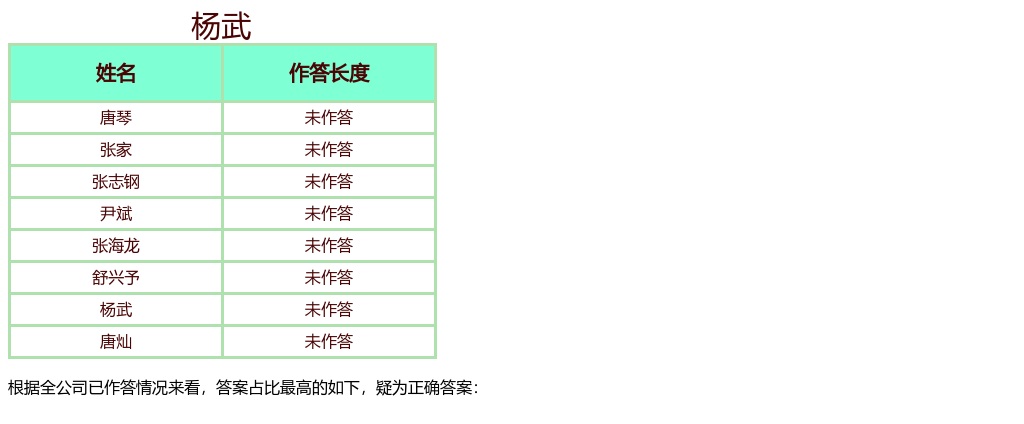 杨武
姓名 作答长度
唐琴 未作答
张家 未作答
张志钢 未作答
尹斌 未作答
张海龙 未作答
舒兴予 未作答
杨武 未作答
唐灿 未作答
根据全公司已作答情况来看，答案占比最高的如下，疑为正确答案：